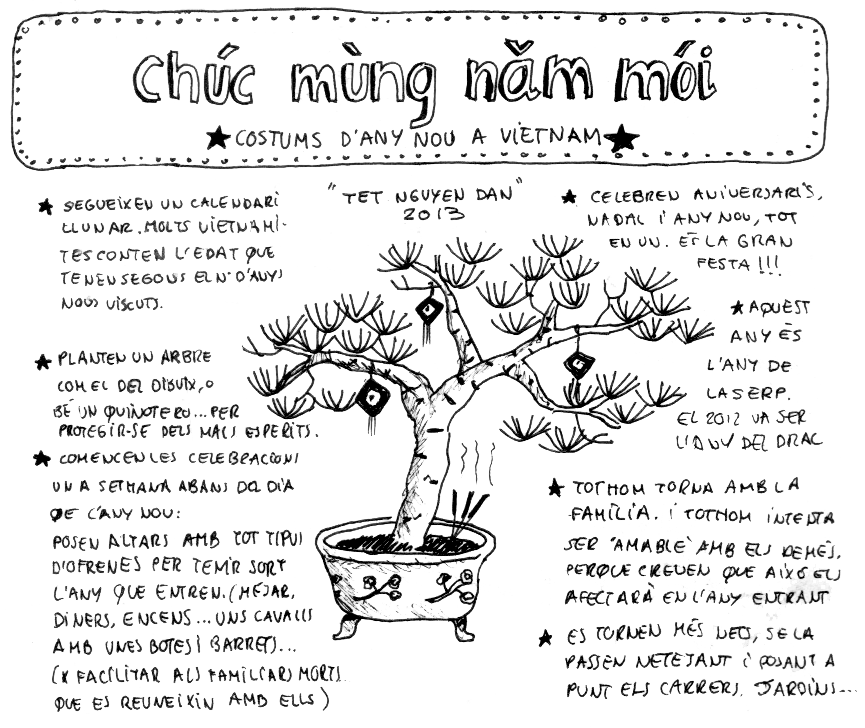 Chúc mừng năm mới
COSTUMS D'ANY NOU A VIETNAM
"TET NGUYEN DAN"
2013
SEGUEIXEN UN CALENDARI
LLUNAR. MOLTS VIETNAMI-
TES CONTEN L'EDAT QUE
TENEN SEGONS EL Nº D'ANYS
NOUS VISCUTS.
PLANTEN UN ARBRE
COM EL DEL DIBUIX, O
BÉ UN QUINOTERO... PER
PROTEGIR-SE DELS MALS ESPERITS.
COMENCEN LES CELEBRACIONS
UNA SETMANA ABANS DEL DIA
DE L'ANY NOU:
POSEN ALTARS AMB TOT TIPUS
D'OFRENES PER TENIR SORT
L'ANY QUE ENTREN. (MENJAR,
DINERS, ENCENS... UNS CAVALLS
AMB UNES BOTES I BARRETS...
(X FACILITAR ALS FAMILIARS MORTS
QUE ES REUNEIXIN AMB ELLS)
CELEBREN ANIVERSARIS,
NADAL I ANY NOU, TOT
EN UN. ÉS LA GRAN
FESTA!!!
AQUEST
ANY ÉS
L'ANY DE
LA SERP.
EL 2012 VA SER
L'ANY DEL DRAC
TOTHOM TORNA AMB LA
FAMÍLIA. I TOTHOM INTENTA
SER "AMABLE" AMB ELS DEMÉS,
PERQUE CREUEN QUE AIXÒ ELS
AFECTARÀ EN L'ANY ENTRANT
ES TORNEN MÉS NETS, SE LA
PASSEN NETEJANT I POSANT A
PUNT ELS CARRERS, JARDINS...